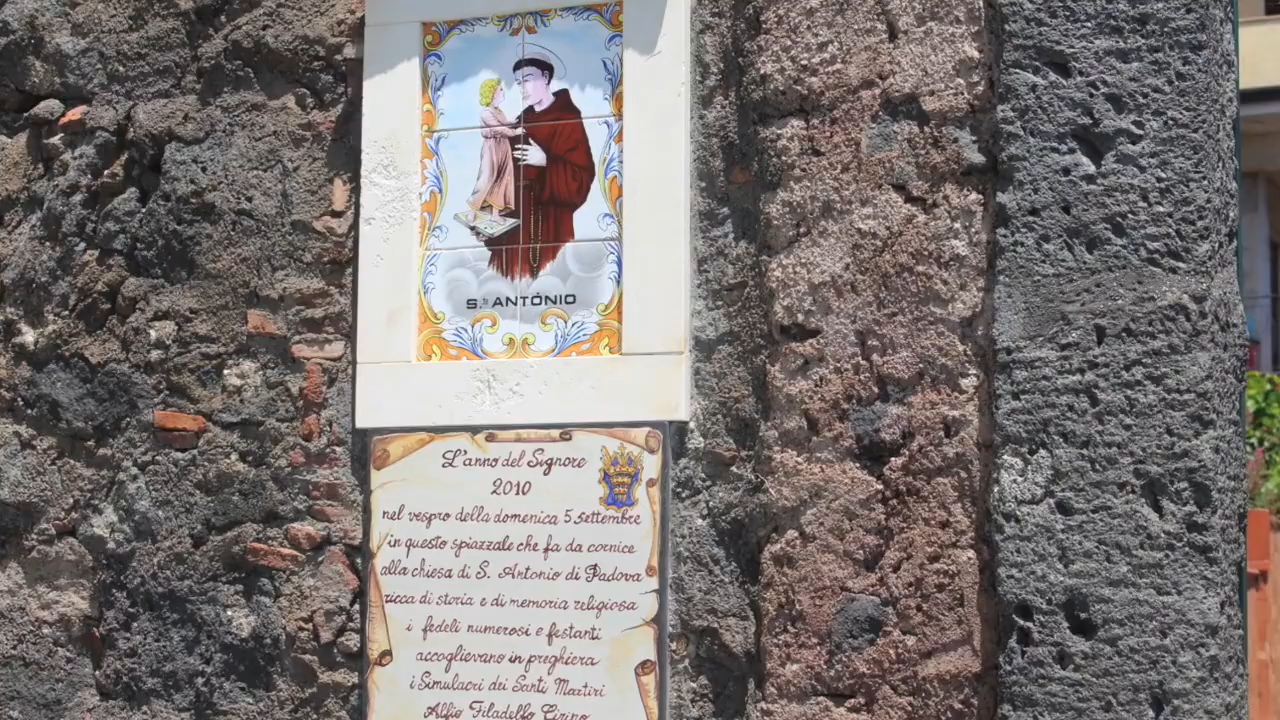 S.to ANTÓNIO
L'anno del Signore
2010
nel vespro della domenica 5 settembre
in questo spiazzale che fa da cornice
alla chiesa di S. Antonio di Padova
ricca di storia e di memoria religiosa
i fedeli numerosi e festanti
accoglievano in preghiera
i Simulacri dei Santi Martiri
Alfio Filadelfo Cirino